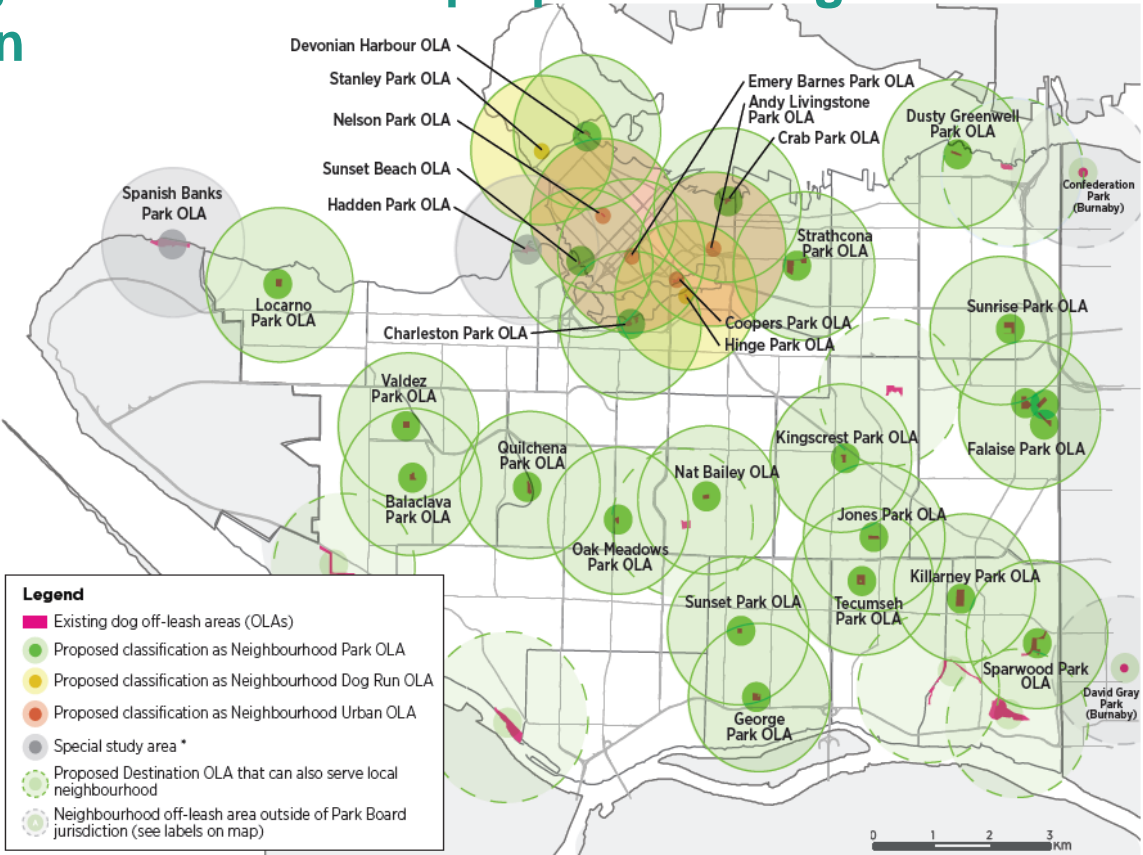 n
Devonian Harbour OLA
Stanley Park OLA
Nelson Park OLA
Sunset Beach OLA
Hadden Park OLA
Emery Barnes Park OLA
Andy Livingstone
Park OLA
Crab Park OLA
Dusty Greenwell
Park OLA
Confederation
Park
(Burnaby)
Spanish Banks
Park OLA
Locarno
Park OLA
Strathcona
Park OLA
Charleston Park OLA
Coopers Park OLA
Hinge Park OLA
Sunrise Park OLA
Valdez
Park OLA
Balaclava
Park OLA
Quilchena
Park OLA
Nat Bailey OLA
Kingscrest Park OLA
Falaise Park OLA
Oak Meadows
Park OLA
Jones Park OLA
Tecumseh
Park OLA
Killarney Park OLA
Sunset Park OLA
George
Park OLA
Sparwood Park
OLA
David Gray
Park
(Burnaby)
Legend
Existing dog off-leash areas (OLAs)
Proposed classification as Neighbourhood Park OLA
Proposed classification as Neighbourhood Dog Run OLA
Proposed classification as Neighbourhood Urban OLA
Special study area *
Proposed Destination OLA that can also serve local
neighbourhood
Neighbourhood off-leash area outside of Park Board
jurisdiction (see labels on map)
0 1 2 3
Km